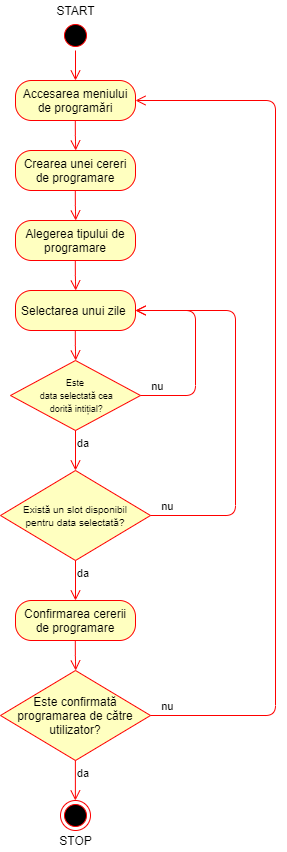 START
Accesarea meniului
de programări
Crearea unei cereri
de programare
Alegerea tipului de
programare
Selectarea unui zile
Este
data selectată cea
dorită intițial?
nu
da
Există un slot disponibil
pentru data selectată?
nu
da
Confirmarea cererii
de programare
Este confirmată
programarea de către
utilizator?
nu
da
STOP